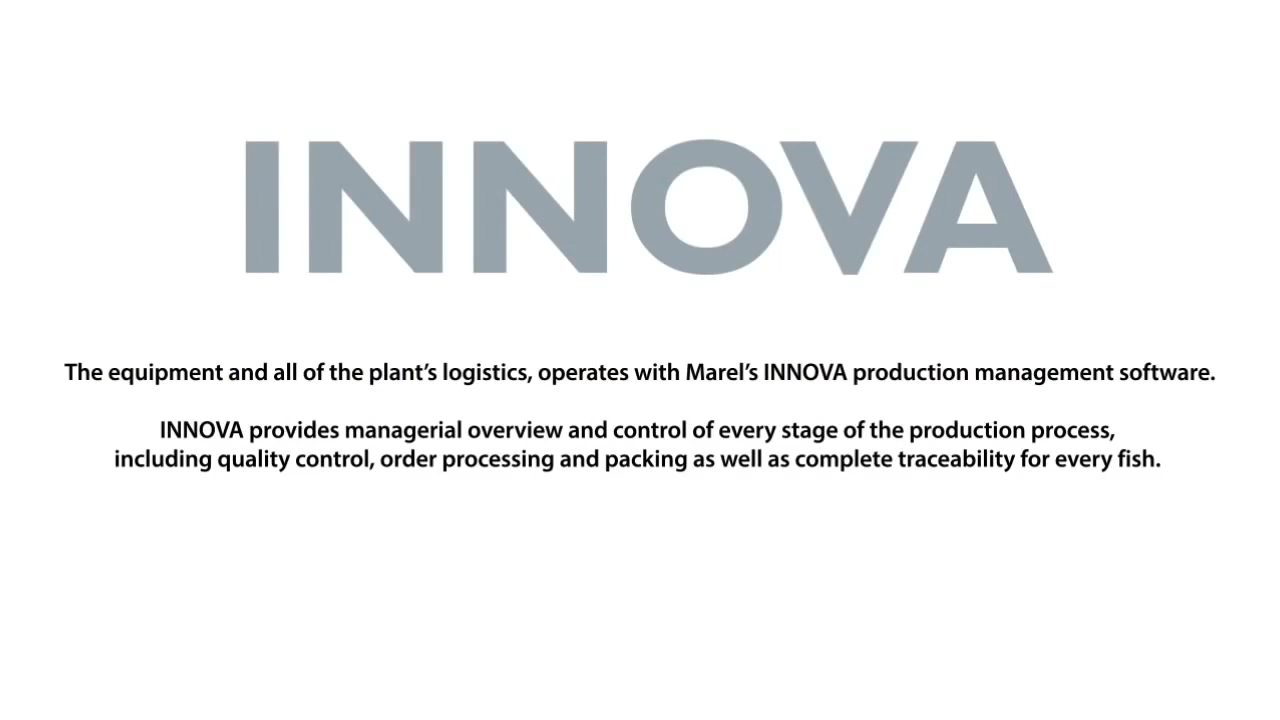 INNOVA
The equipment and all of the plant’s logistics, operates with Marel’s INNOVA production management software.
INNOVA provides managerial overview and control of every stage of the production process,
including quality control, order processing and packing as well as complete traceability for every fish.